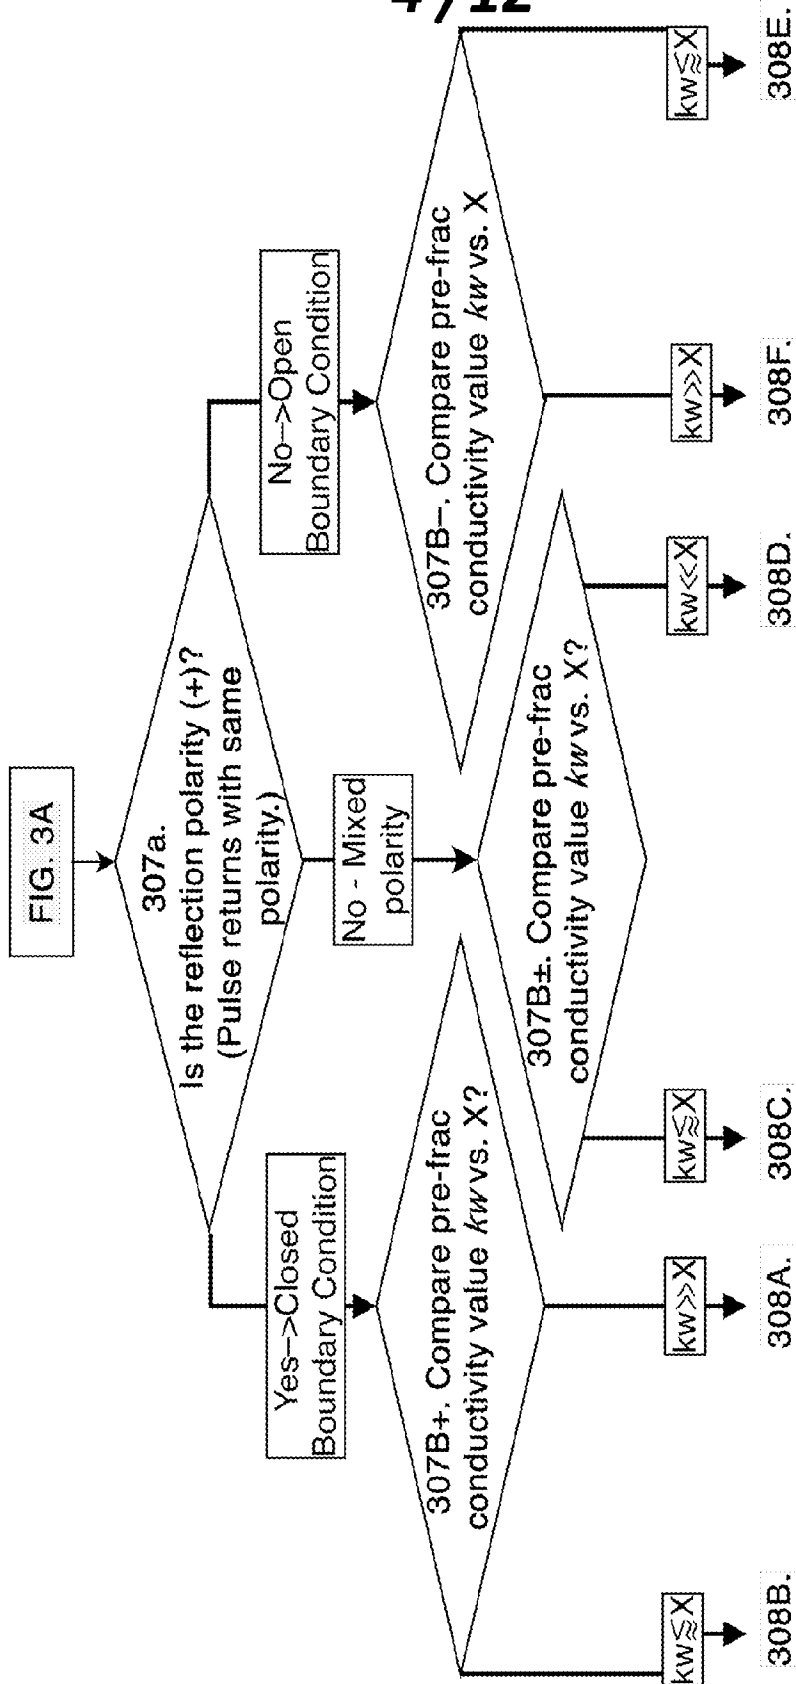 4/12
FIG. 3A
307a.
Is the reflection polarity (+)?
(Pulse returns with same
polarity.)
Yes-->Closed
Boundary Condition
No - Mixed
polarity
No-->Open
Boundary Condition
307B+. Compare pre-frac
conductivity value kw vs. X?
307B±. Compare pre-frac
conductivity value kw vs. X?
307B–. Compare pre-frac
conductivity value kw vs. X
kw⪅X
kw>>X
kw⪅X
kw<<X
kw>>X
kw⪅X
308B.
308A.
308C.
308D.
308F.
308E.